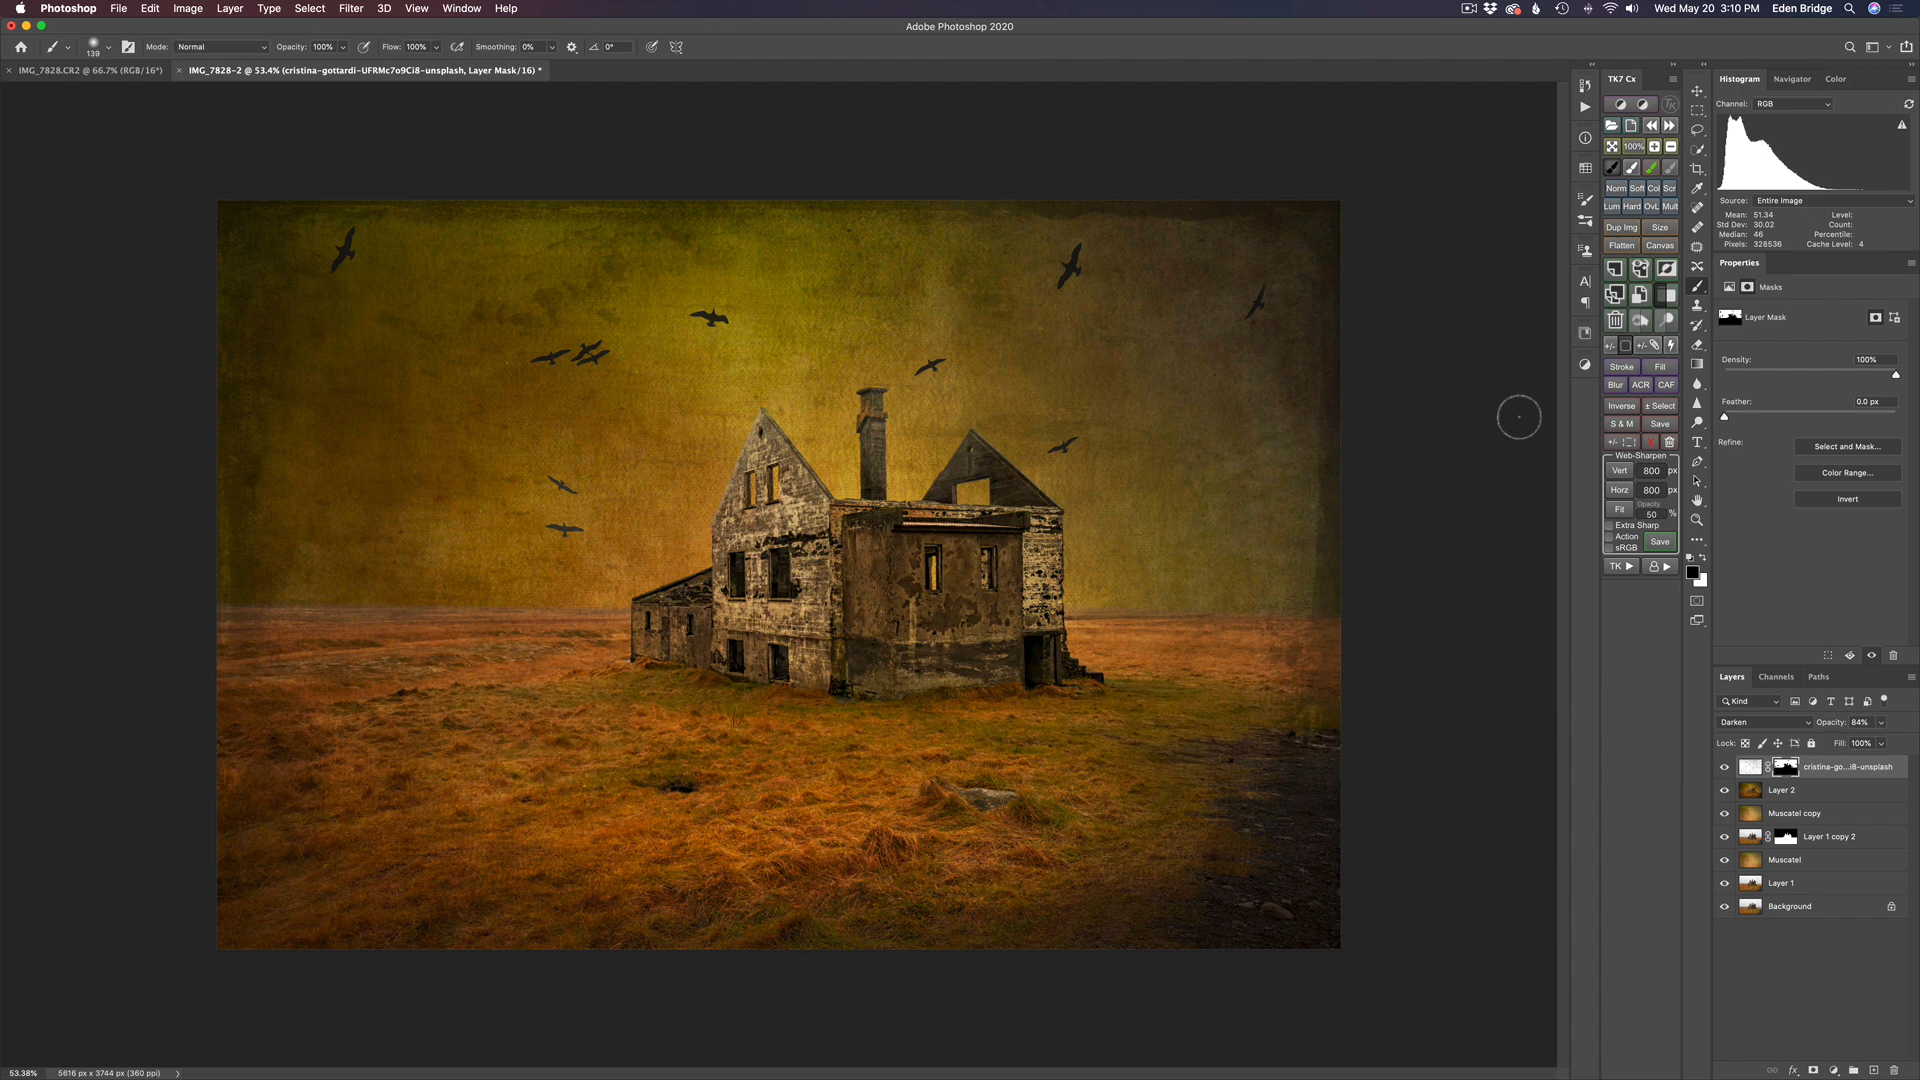 Photoshop File Edit Image Layer Type Select Filter 3D View Window Help
Wed May 20 3:10 PM Eden Bridge
Adobe Photoshop 2020
139
Mode: Normal Opacity: 100% Flow: 100% Smoothing: 0% 0°
IMG_7828.CR2 @ 66.7% (RGB/16*)
IMG_7828-2 @ 53.4% (cristina-gottardi-UFRMc7o9Ci8-unsplash, Layer Mask/16) *
TK7 Cx
TK
100%
Norm Soft Col Scr
Lum Hard OvL Mult
Dup Img Size
Flatten Canvas
+/- +/-
Stroke Fill
Blur ACR CAF
Inverse ± Select
S & M Save
+/- X
Web-Sharpen
Vert 800 px
Horz 800 px
Fit Opacity 50 %
Extra Sharp
Action
sRGB
Save
TK
Histogram Navigator Color
Channel: RGB
Source: Entire Image
Mean: 51.34 Level:
Std Dev: 30.02 Count:
Median: 46 Percentile:
Pixels: 328536 Cache Level: 4
Properties
Masks
Layer Mask
Density: 100%
Feather: 0.0 px
Refine:
Select and Mask...
Color Range...
Invert
Layers Channels Paths
Kind
Darken Opacity: 84%
Lock: Fill: 100%
cristina-go...i8-unsplash
Layer 2
Muscatel copy
Layer 1 copy 2
Muscatel
Layer 1
Background
fx
53.38% 5616 px x 3744 px (360 ppi)